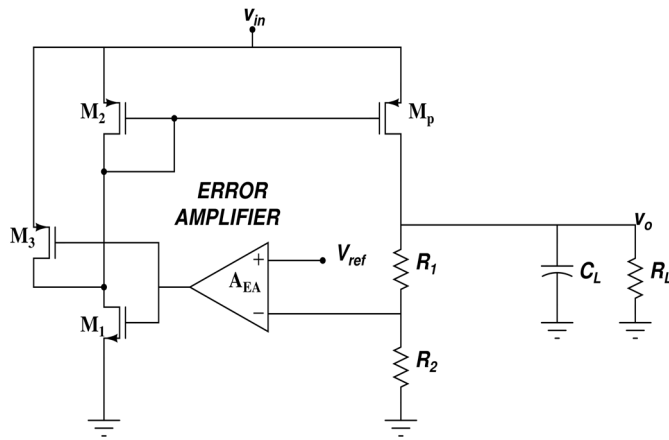 v_in
M_2
M_p
ERROR
AMPLIFIER
v_o
M_3
V_ref
+
A_EA
R_1
C_L
R_L
M_1
−
R_2